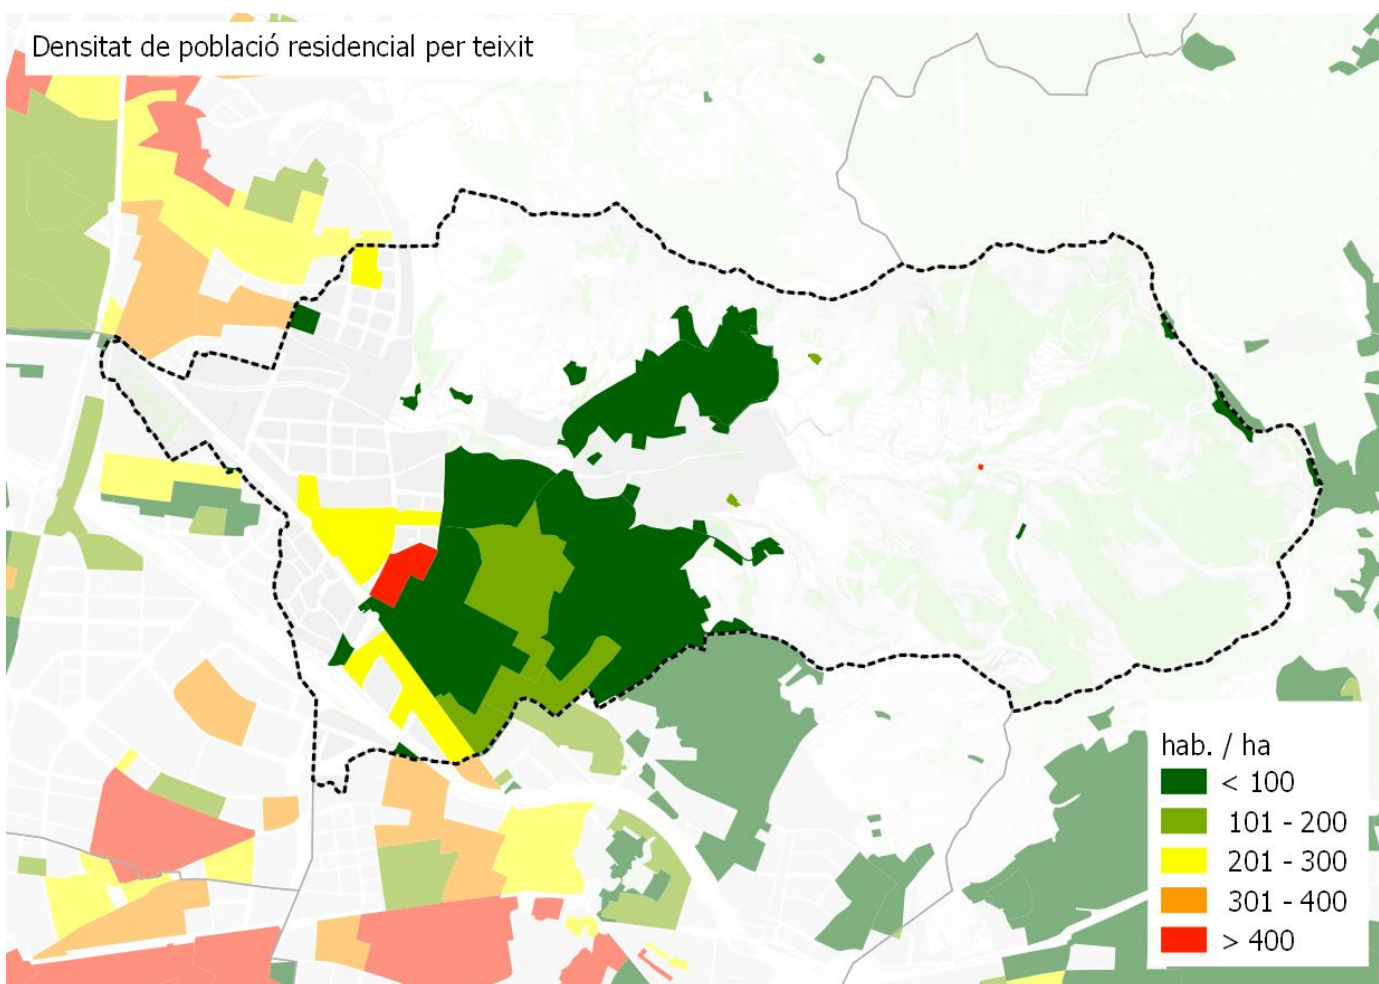 Densitat de població residencial per teixit
hab. / ha
< 100
101 - 200
201 - 300
301 - 400
> 400